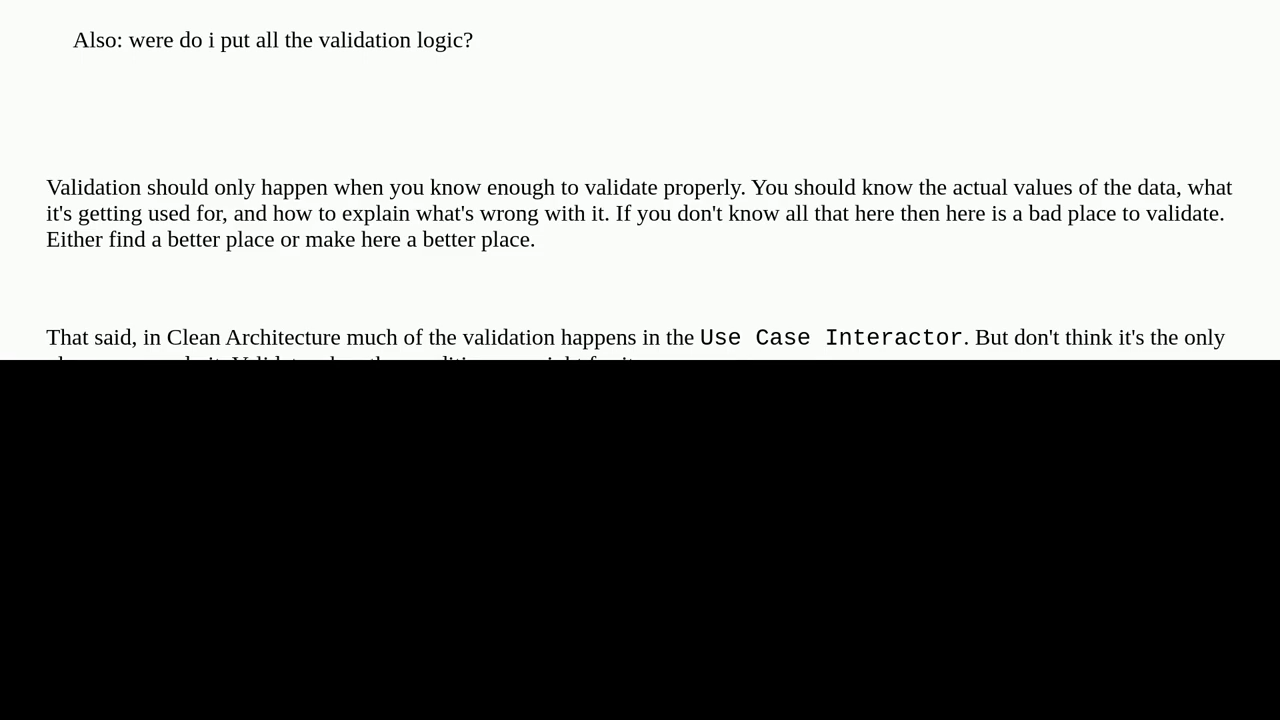 Also: were do i put all the validation logic?
Validation should only happen when you know enough to validate properly. You should know the actual values of the data, what
it's getting used for, and how to explain what's wrong with it. If you don't know all that here then here is a bad place to validate.
Either find a better place or make here a better place.
That said, in Clean Architecture much of the validation happens in the Use Case Interactor. But don't think it's the only